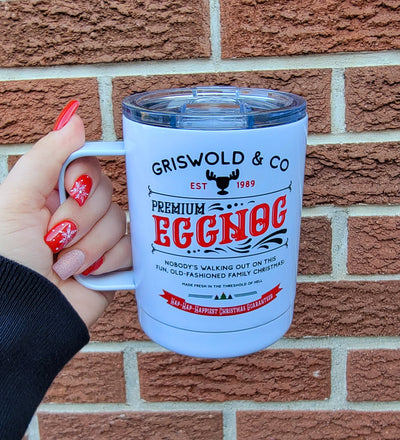 GRISWOLD & CO
EST 1989
PREMIUM
EGGNOG
NOBODY'S WALKING OUT ON THIS
FUN, OLD-FASHIONED FAMILY CHRISTMAS!
MADE FRESH IN THE THRESHOLD OF HELL
HAP-HAP-HAPPIEST CHRISTMAS GUARANTEE